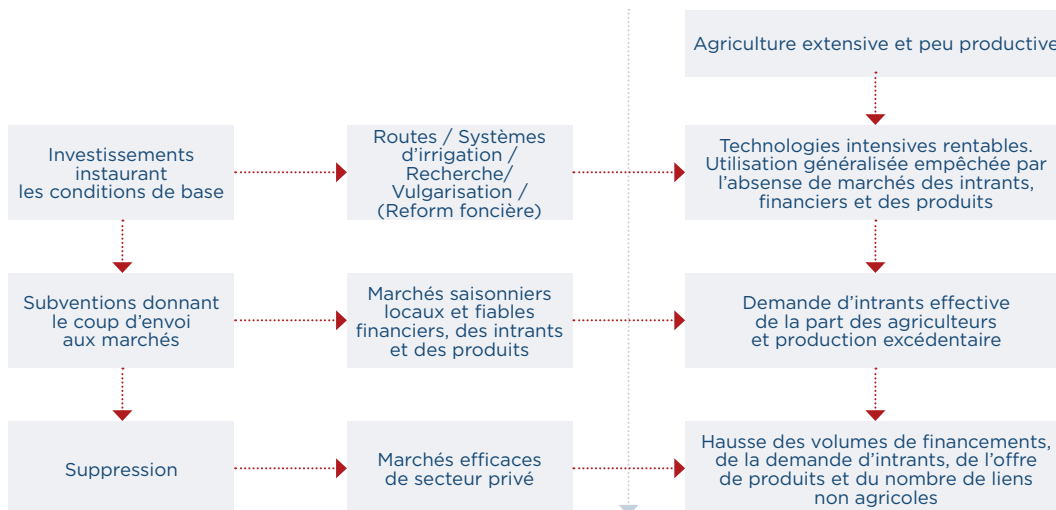 Agriculture extensive et peu productive
Investissements
instaurant
les conditions de base
Routes / Systèmes
d’irrigation /
Recherche/
Vulgarisation /
(Reform foncière)
Technologies intensives rentables.
Utilisation généralisée empêchée par
l’absense de marchés des intrants,
financiers et des produits
Subventions donnant
le coup d’envoi
aux marchés
Marchés saisonniers
locaux et fiables
financiers, des intrants
et des produits
Demande d’intrants effective
de la part des agriculteurs
et production excédentaire
Suppression
Marchés efficaces
de secteur privé
Hausse des volumes de financements,
de la demande d’intrants, de l’offre
de produits et du nombre de liens
non agricoles